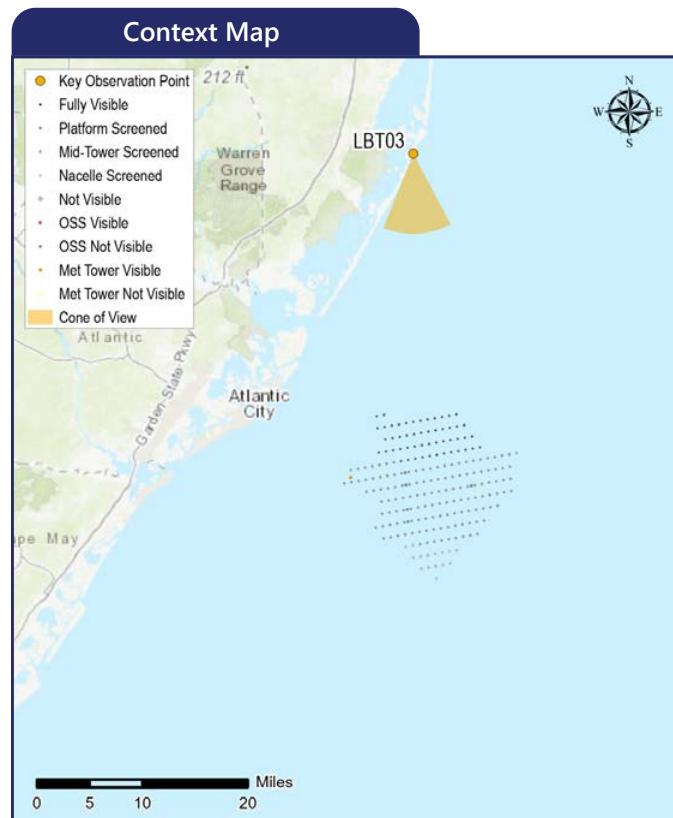 Context Map
212 ft
Key Observation Point
Fully Visible
Platform Screened
Mid-Tower Screened
Nacelle Screened
Not Visible
OSS Visible
OSS Not Visible
Met Tower Visible
Met Tower Not Visible
Cone of View
N
W E
S
LBT03
Warren
Grove
Range
Atlantic
Garden-State-Pkwy
Atlantic
City
ape May
Miles
0 5 10 20